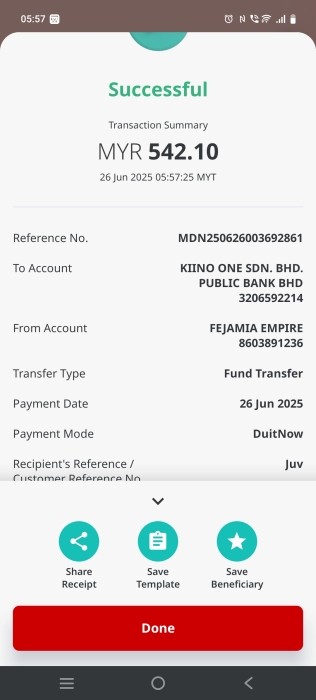 05:57
Successful
Transaction Summary
MYR 542.10
26 Jun 2025 05:57:25 MYT
Reference No. MDN250626003692861
To Account KIINO ONE SDN. BHD.
PUBLIC BANK BHD
3206592214
From Account FEJAMIA EMPIRE
8603891236
Transfer Type Fund Transfer
Payment Date 26 Jun 2025
Payment Mode DuitNow
Recipient's Reference / Juv
Customer Reference No.
Share Receipt
Save Template
Save Beneficiary
Done